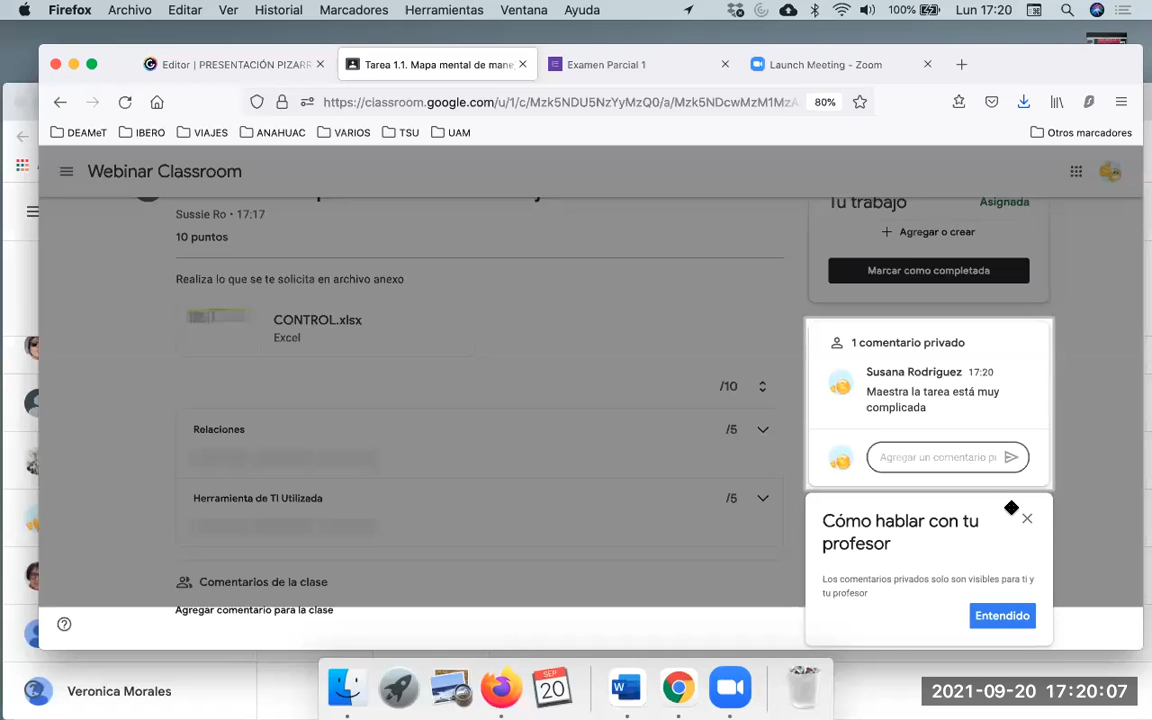 Firefox Archivo Editar Ver Historial Marcadores Herramientas Ventana Ayuda 100% Lun 17:20
Editor | PRESENTACIÓN PIZARR
Tarea 1.1. Mapa mental de mane
Examen Parcial 1
Launch Meeting - Zoom
https://classroom.google.com/u/1/c/Mzk5NDU5NzYyMzQ0/a/Mzk5NDcwMzM1MzA 80%
DEAMeT IBERO VIAJES ANAHUAC VARIOS TSU UAM Otros marcadores
Webinar Classroom
Sussie Ro • 17:17
10 puntos
Realiza lo que se te solicita en archivo anexo
CONTROL.xlsx
Excel
/10
Relaciones /5
Herramienta de TI Utilizada /5
Comentarios de la clase
Agregar comentario para la clase
Tu trabajo Asignada
+ Agregar o crear
Marcar como completada
1 comentario privado
Susana Rodriguez 17:20
Maestra la tarea está muy
complicada
Agregar un comentario pr
Cómo hablar con tu
profesor
Los comentarios privados solo son visibles para ti y
tu profesor
Entendido
Veronica Morales
SEP
20
2021-09-20 17:20:07